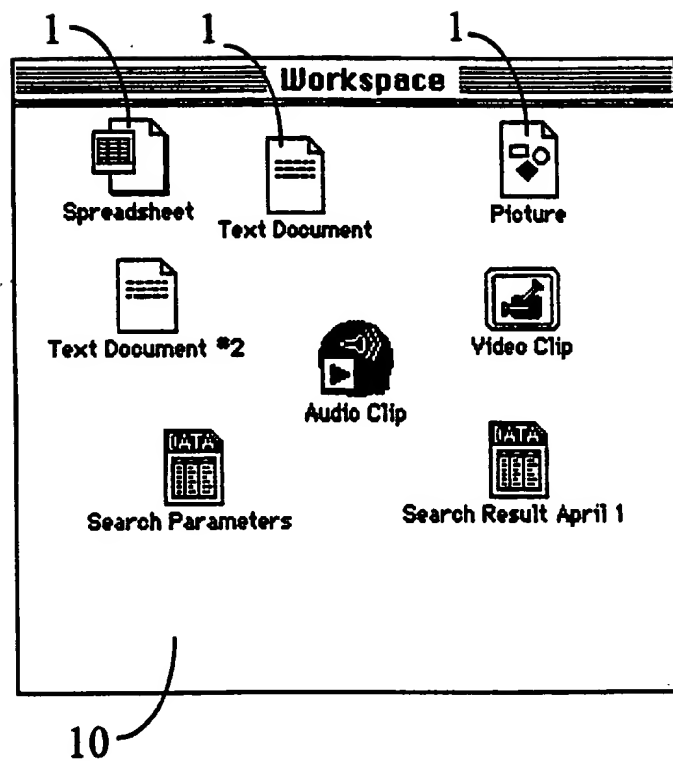 1 1 1
Workspace
Spreadsheet
Text Document
Picture
Text Document #2
Video Clip
Audio Clip
DATA
DATA
Search Parameters
Search Result April 1
10